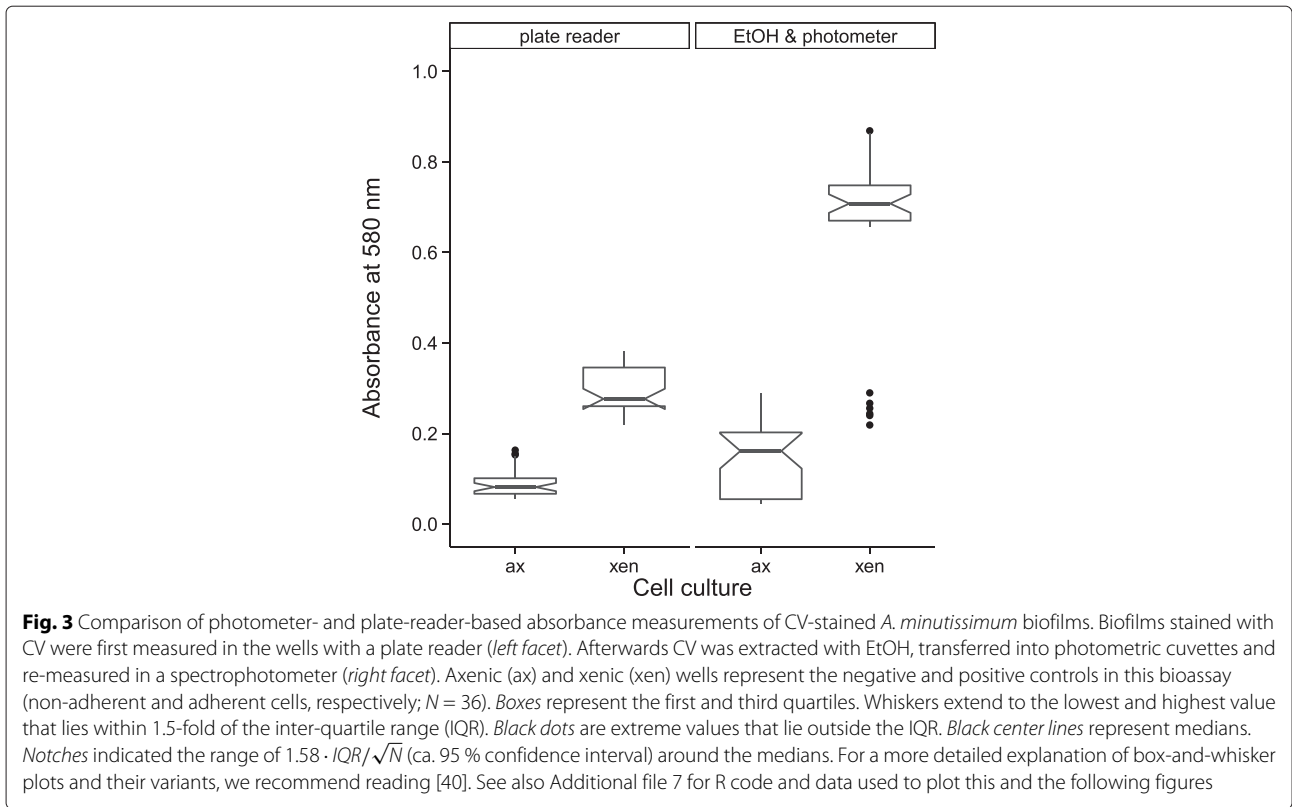 plate reader
EtOH & photometer
1.0
0.8
0.6
0.4
0.2
0.0
Absorbance at 580 nm
ax
xen
ax
xen
Cell culture
Fig. 3 Comparison of photometer- and plate-reader-based absorbance measurements of CV-stained A. minutissimum biofilms. Biofilms stained with
CV were first measured in the wells with a plate reader (left facet). Afterwards CV was extracted with EtOH, transferred into photometric cuvettes and
re-measured in a spectrophotometer (right facet). Axenic (ax) and xenic (xen) wells represent the negative and positive controls in this bioassay
(non-adherent and adherent cells, respectively; N = 36). Boxes represent the first and third quartiles. Whiskers extend to the lowest and highest value
that lies within 1.5-fold of the inter-quartile range (IQR). Black dots are extreme values that lie outside the IQR. Black center lines represent medians.
Notches indicated the range of 1.58 · IQR/√N (ca. 95 % confidence interval) around the medians. For a more detailed explanation of box-and-whisker
plots and their variants, we recommend reading [40]. See also Additional file 7 for R code and data used to plot this and the following figures